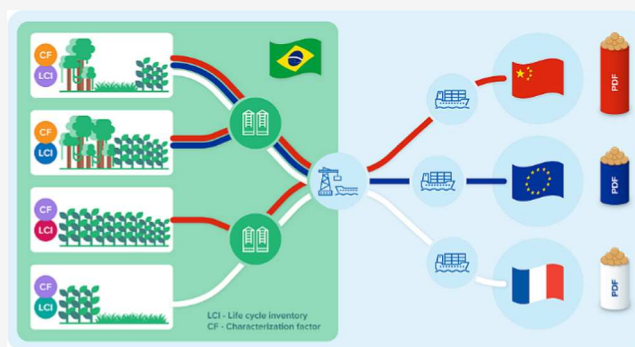 CF
LCI
CF
LCI
CF
LCI
CF
LCI
LCI - Life cycle inventory
CF - Characterization factor
PDF
PDF
PDF